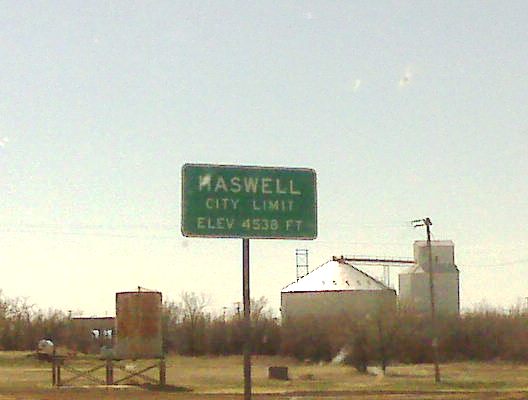 HASWELL
CITY LIMIT
ELEV 4538 FT